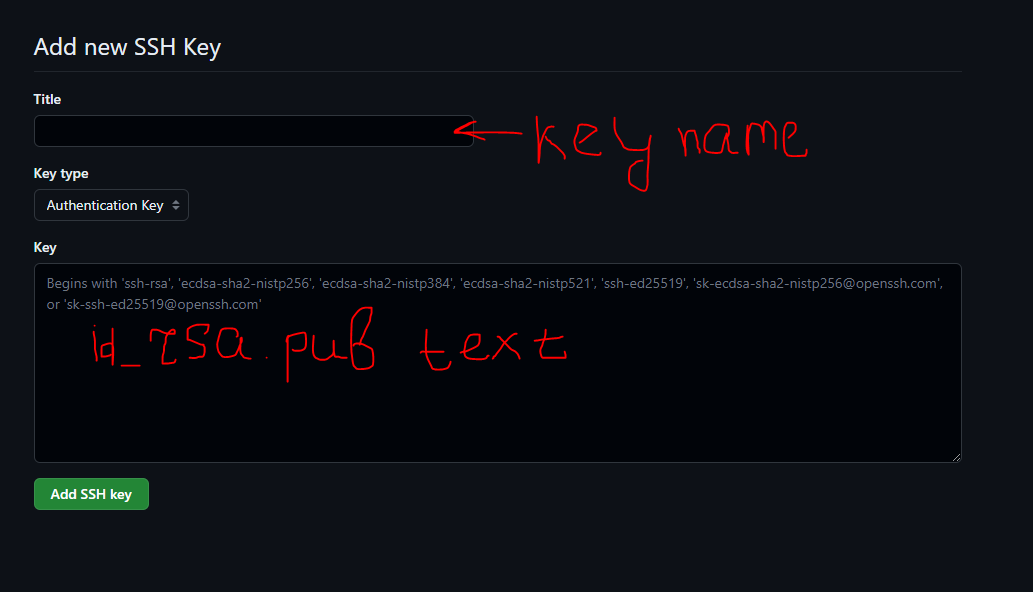 Add new SSH Key
Title
key name
Key type
Authentication Key
Key
Begins with 'ssh-rsa', 'ecdsa-sha2-nistp256', 'ecdsa-sha2-nistp384', 'ecdsa-sha2-nistp521', 'ssh-ed25519', 'sk-ecdsa-sha2-nistp256@openssh.com',
or 'sk-ssh-ed25519@openssh.com'
id_rsa.pub text
Add SSH key